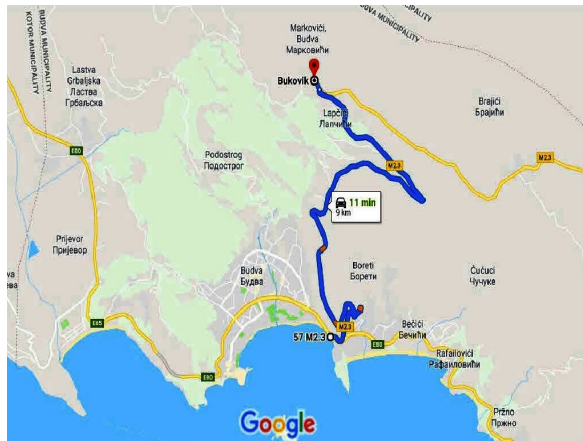 BUDVA MUNICIPALITY
KOTOR MUNICIPALITY
BUDVA MUNICIPALITY
Markovići,
Budva
Марковићи
Bukovik
Lastva
Grbaljska
Ластва
Грбаљска
Lapčići
Лапчићи
Brajići
Брајићи
E80
Podostrog
Подострог
M2.3
M2.3
11 min
9 km
Prijevor
Пријевор
Budva
Будва
Boreti
Борети
Čučuci
Чучуке
E65
M2.3
57 M2.3
E80
Bečići
Бечићи
Rafailovići
Рафаиловићи
E80
Pržno
Пржно
Google